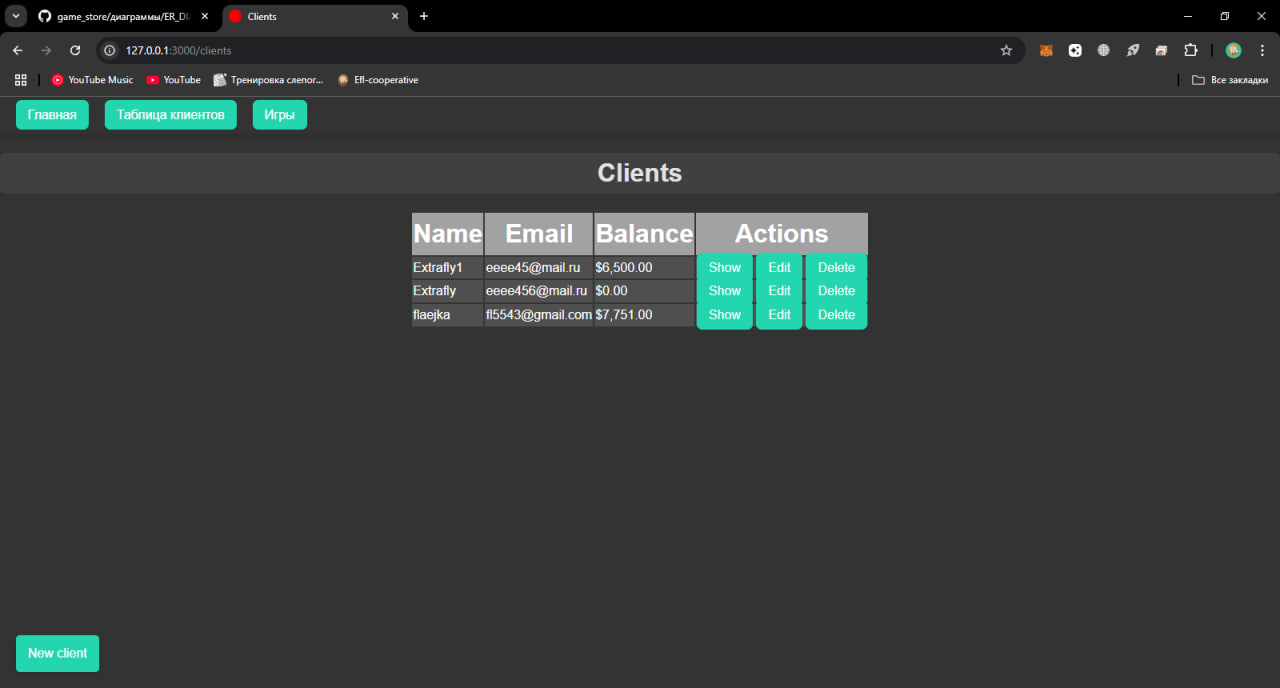 game_store/диаграммы/ER_DI
Clients
127.0.0.1:3000/clients
YouTube Music
YouTube
Тренировка слепог...
Efl-cooperative
Все закладки
Главная
Таблица клиентов
Игры
Clients
Name Email Balance Actions
Extrafly1 eeee45@mail.ru $6,500.00 Show Edit Delete
Extrafly eeee456@mail.ru $0.00 Show Edit Delete
flaejka fl5543@gmail.com $7,751.00 Show Edit Delete
New client